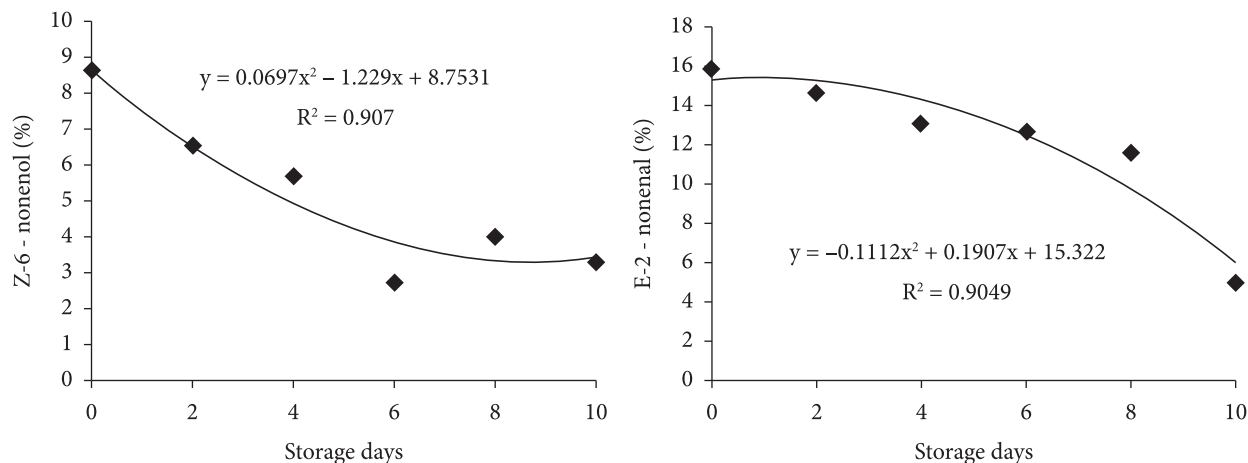 10
9
8
7
6
5
4
3
2
1
0
Z-6 - nonenol (%)
y = 0.0697x² – 1.229x + 8.7531
R² = 0.907
0 2 4 6 8 10
Storage days
18
16
14
12
10
8
6
4
2
0
E-2 - nonenal (%)
y = –0.1112x² + 0.1907x + 15.322
R² = 0.9049
0 2 4 6 8 10
Storage days